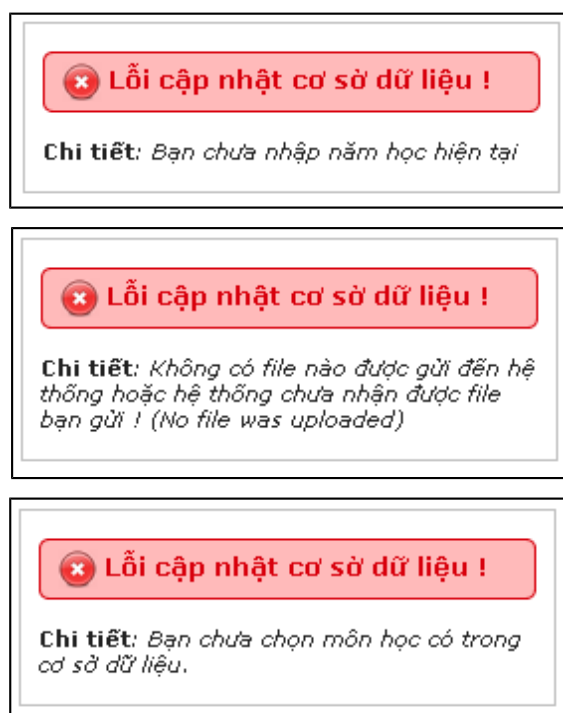 Lỗi cập nhật cơ sở dữ liệu !
Chi tiết: Bạn chưa nhập năm học hiện tại
Lỗi cập nhật cơ sở dữ liệu !
Chi tiết: Không có file nào được gửi đến hệ
thống hoặc hệ thống chưa nhận được file
bạn gửi ! (No file was uploaded)
Lỗi cập nhật cơ sở dữ liệu !
Chi tiết: Bạn chưa chọn môn học có trong
cơ sở dữ liệu.